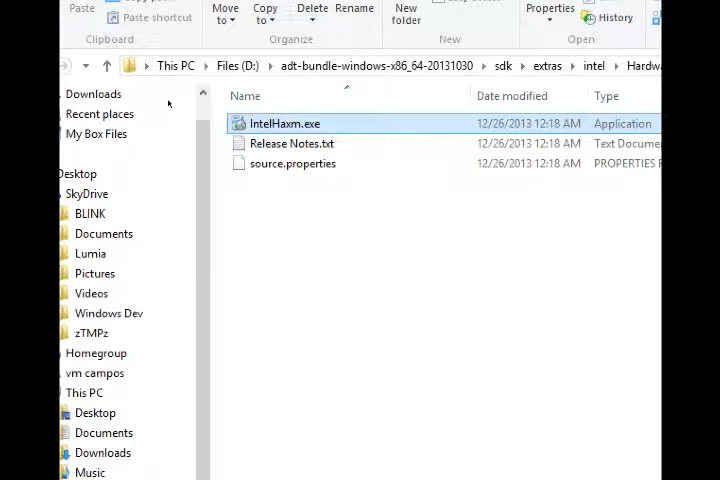 Paste
Paste shortcut
Move to
Copy to
Delete
Rename
New folder
Properties
History
Clipboard
Organize
New
Open
This PC
Files (D:)
adt-bundle-windows-x86_64-20131030
sdk
extras
intel
Hardwa
Name
Date modified
Type
IntelHaxm.exe
12/26/2013 12:18 AM
Application
Release Notes.txt
12/26/2013 12:18 AM
Text Docume
source.properties
12/26/2013 12:18 AM
PROPERTIES F
Downloads
Recent places
My Box Files
Desktop
SkyDrive
BLINK
Documents
Lumia
Pictures
Videos
Windows Dev
zTMPz
Homegroup
vm campos
This PC
Desktop
Documents
Downloads
Music